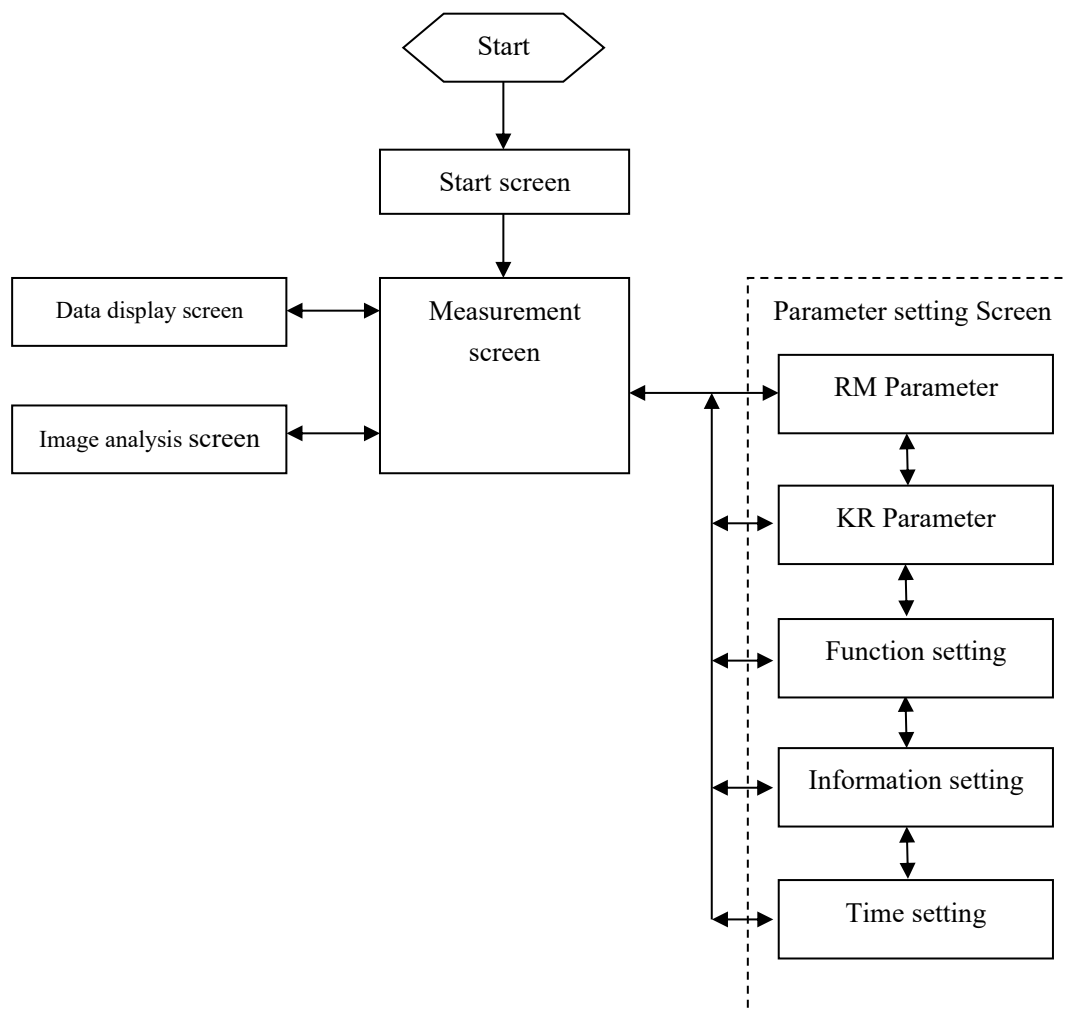 Start
Start screen
Data display screen
Measurement
screen
Image analysis screen
Parameter setting Screen
RM Parameter
KR Parameter
Function setting
Information setting
Time setting